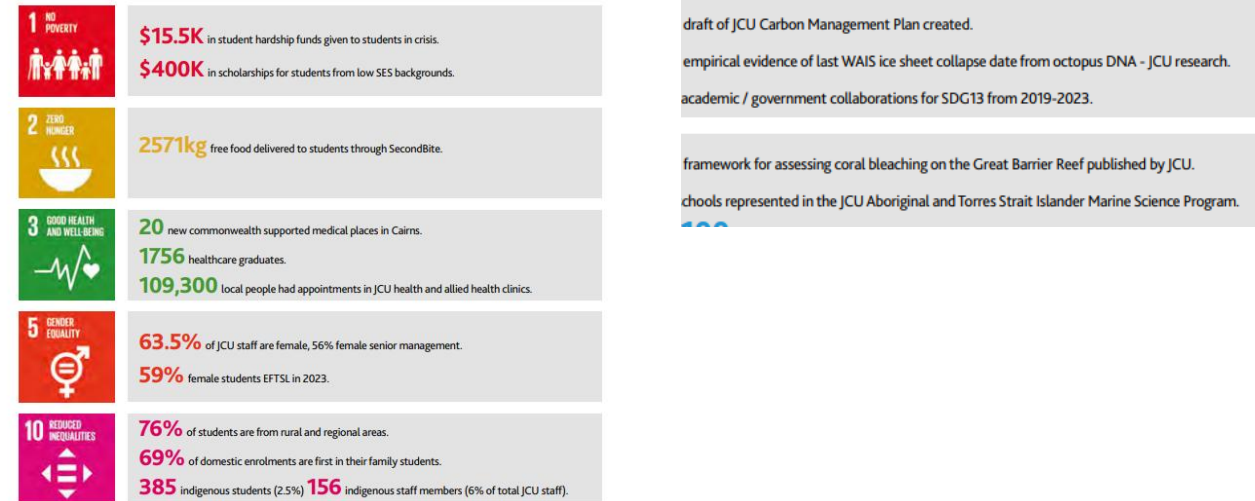 1 NO
POVERTY
$15.5K in student hardship funds given to students in crisis.
$400K in scholarships for students from low SES backgrounds.
2 ZERO
HUNGER
2571kg free food delivered to students through SecondBite.
3 GOOD HEALTH
AND WELL-BEING
20 new commonwealth supported medical places in Cairns.
1756 healthcare graduates.
109,300 local people had appointments in JCU health and allied health clinics.
5 GENDER
EQUALITY
63.5% of JCU staff are female, 56% female senior management.
59% female students EFTSL in 2023.
10 REDUCED
INEQUALITIES
76% of students are from rural and regional areas.
69% of domestic enrolments are first in their family students.
385 indigenous students (2.5%) 156 indigenous staff members (6% of total JCU staff).
draft of JCU Carbon Management Plan created.
empirical evidence of last WAIS ice sheet collapse date from octopus DNA - JCU research.
academic / government collaborations for SDG13 from 2019-2023.
framework for assessing coral bleaching on the Great Barrier Reef published by JCU.
chools represented in the JCU Aboriginal and Torres Strait Islander Marine Science Program.